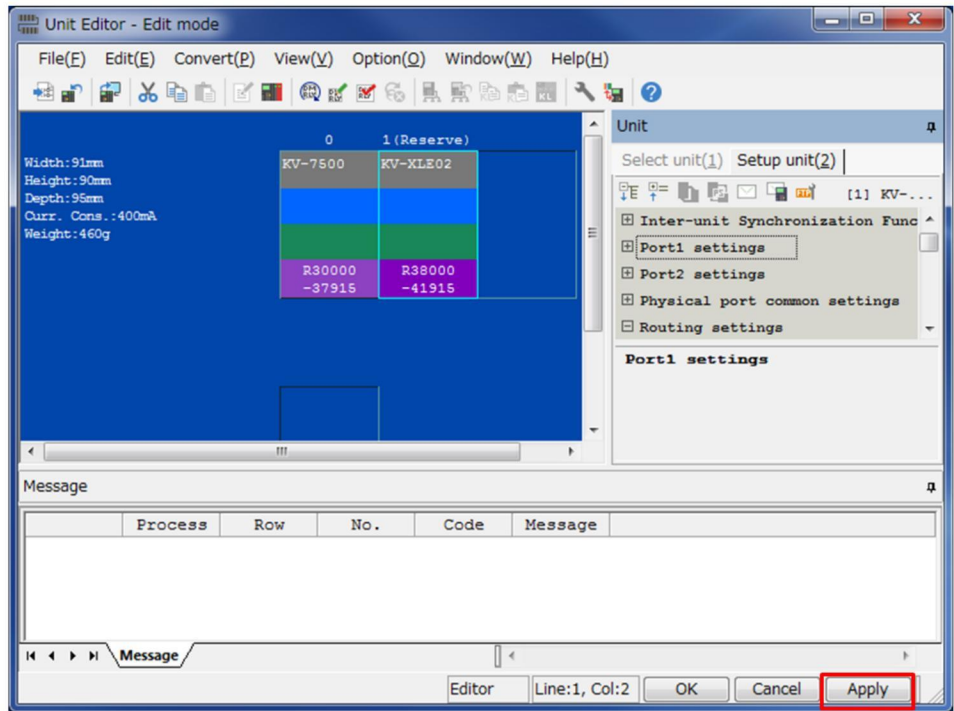 Unit Editor - Edit mode
File(F) Edit(E) Convert(P) View(V) Option(O) Window(W) Help(H)
0 1(Reserve)
Width:91mm
Height:90mm
Depth:95mm
Curr. Cons.:400mA
Weight:460g
KV-7500 KV-XLE02
R30000 R38000
-37915 -41915
Unit
Select unit(1) Setup unit(2)
[1] KV-...
Inter-unit Synchronization Func
Port1 settings
Port2 settings
Physical port common settings
Routing settings
Port1 settings
Message
Process Row No. Code Message
Message
Editor Line:1, Col:2 OK Cancel Apply